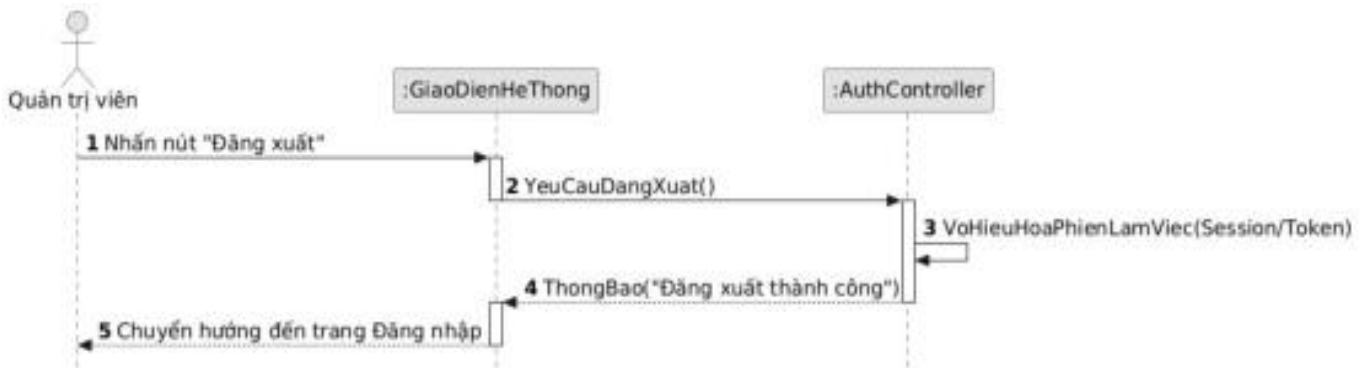 Quản trị viên
:GiaoDienHeThong
:AuthController
1 Nhấn nút "Đăng xuất"
2 YeuCauDangXuat()
3 VoHieuHoaPhienLamViec(Session/Token)
4 ThongBao("Đăng xuất thành công")
5 Chuyển hướng đến trang Đăng nhập